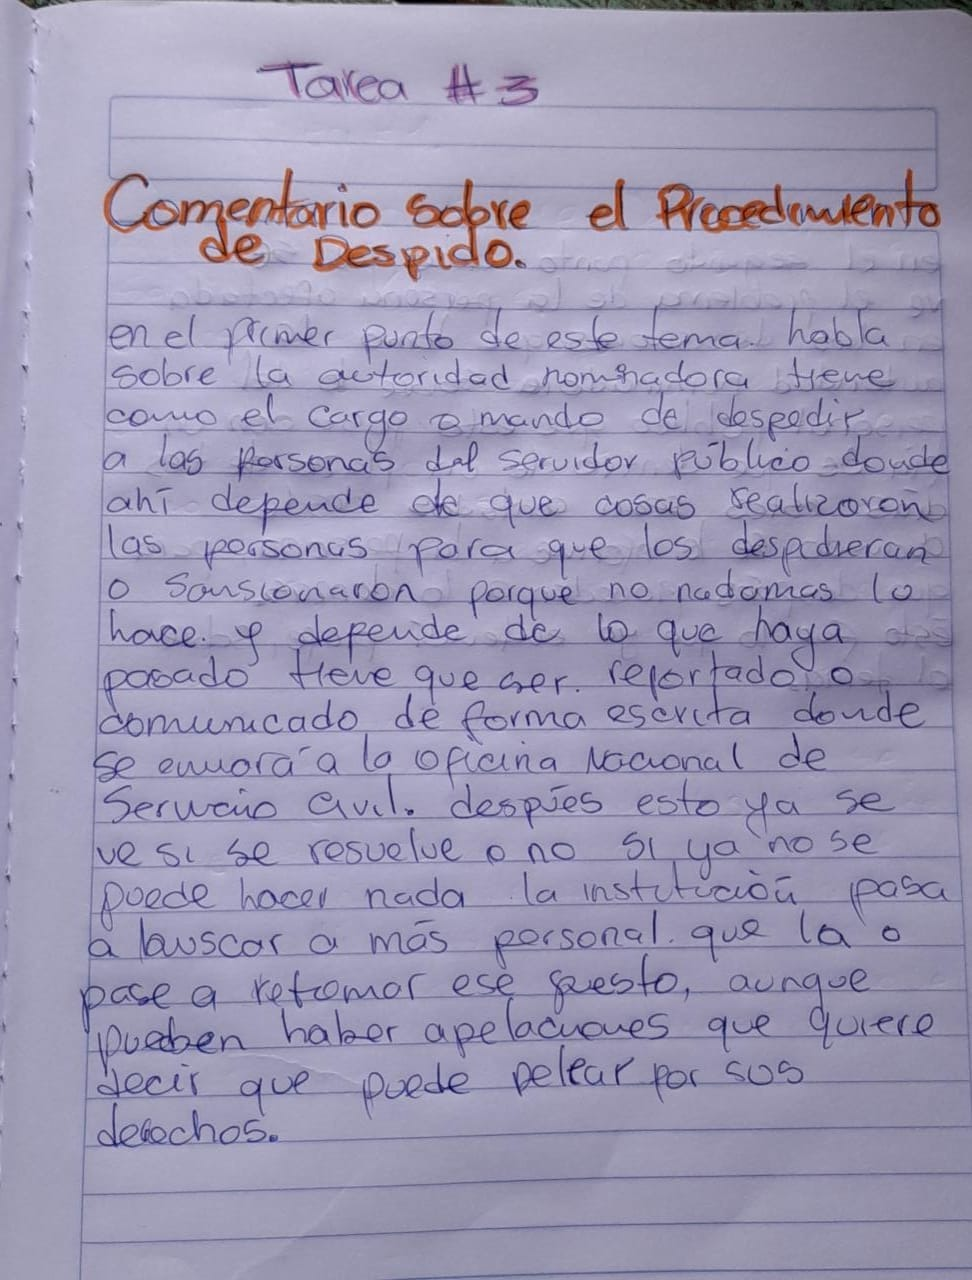 Tarea # 3
Comentario sobre el Procedimiento
de Despido.
en el primer punto de este tema. habla
sobre la autoridad nominadora tiene
como el cargo o mando de despedir
a las personas del servidor público donde
ahí depende de que cosas realizoron
las personas para que los despidieran
o sansionaron porque no nadamas lo
hace. y depende de lo que haya
pasado tiene que ser. reportado o
comunicado de forma escrita donde
se enviará a la oficina Nacional de
Servicio Civil. despúes esto ya se
ve si se resuelve o no si ya no se
puede hacer nada la institución pasa
a buscar a más personal. que la o
pase a retomar ese puesto, aunque
pueden haber apelaciones que quiere
decir que puede pelear por sus
derechos.